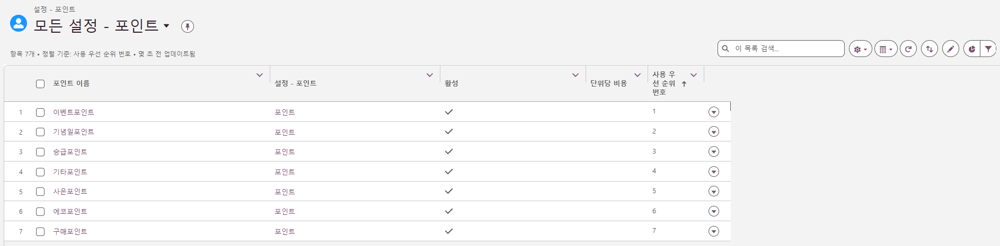 설정 - 포인트
모든 설정 - 포인트
항목 7개 • 정렬 기준: 사용 우선 순위 번호 • 몇 초 전 업데이트됨
이 목록 검색...
포인트 이름 설정 - 포인트 활성 단위당 비용 사용 우
선 순위
번호
1 이벤트포인트 포인트 1
2 기념일포인트 포인트 2
3 승급포인트 포인트 3
4 기타포인트 포인트 4
5 사은포인트 포인트 5
6 에코포인트 포인트 6
7 구매포인트 포인트 7